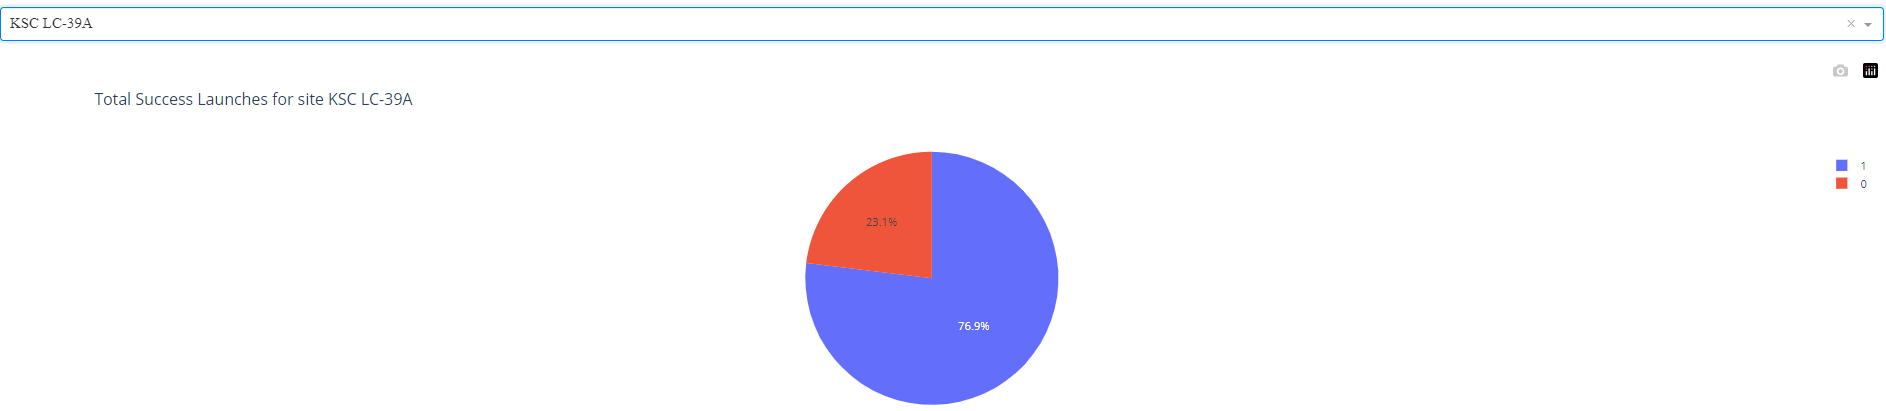 KSC LC-39A
Total Success Launches for site KSC LC-39A
1
0
23.1%
76.9%